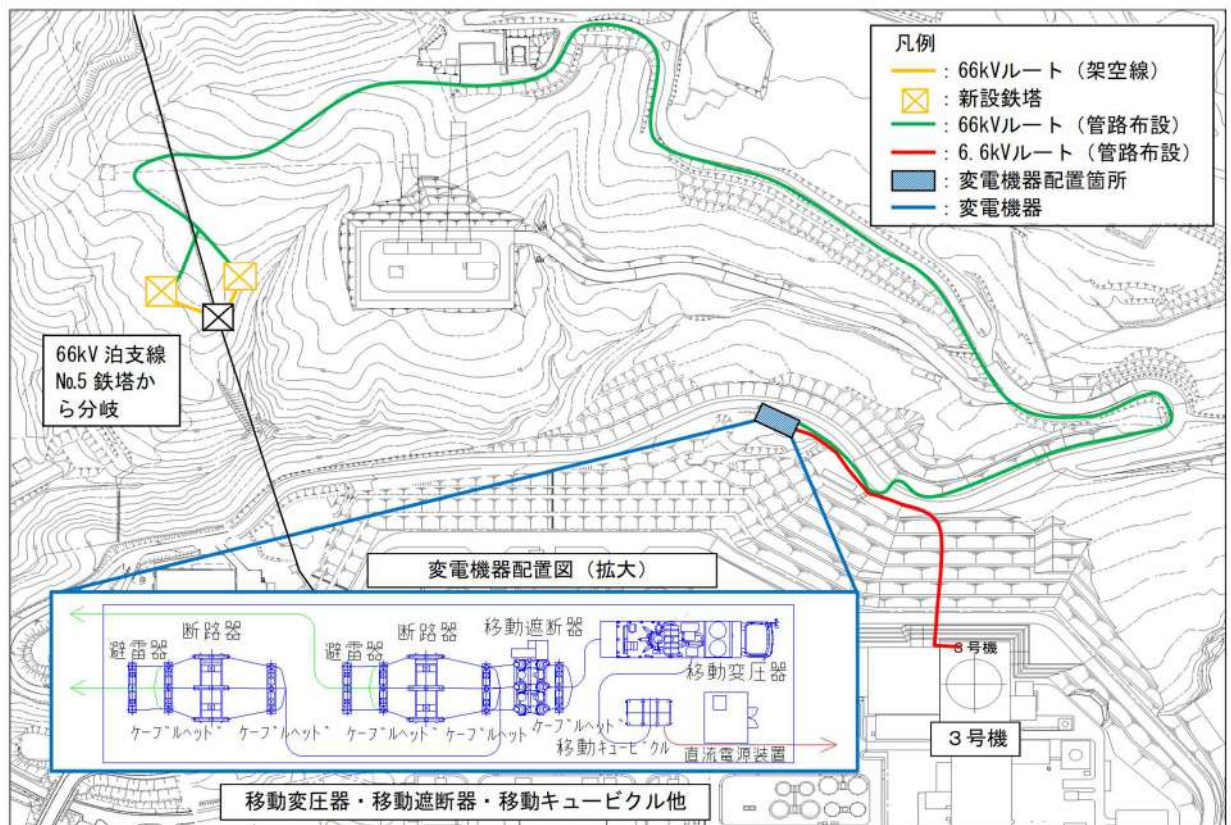 凡例
：66kVルート（架空線）
：新設鉄塔
：66kVルート（管路布設）
：6.6kVルート（管路布設）
：変電機器配置箇所
：変電機器
66kV 泊支線
No.5 鉄塔か
ら分岐
変電機器配置図（拡大）
避雷器
断路器
避雷器
断路器
移動遮断器
移動変圧器
ケーブルヘッド
ケーブルヘッド
ケーブルヘッド
ケーブルヘッド
ケーブルヘッド
移動キュービクル
直流電源装置
3号機
3号機
移動変圧器・移動遮断器・移動キュービクル他